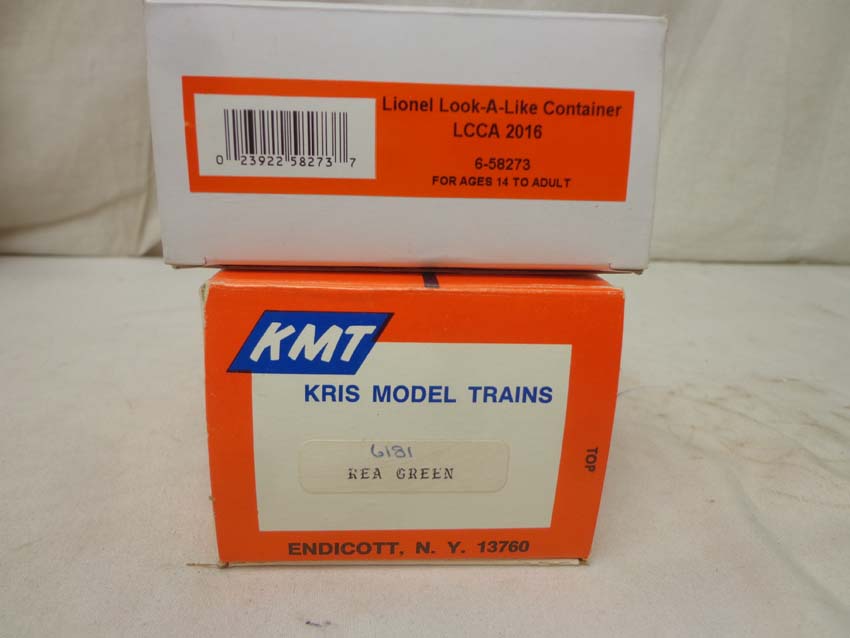 Lionel Look-A-Like Container
LCCA 2016
6-58273
FOR AGES 14 TO ADULT
0 23922 58273 7
KMT
KRIS MODEL TRAINS
6181
REA GREEN
TOP
ENDICOTT, N. Y. 13760